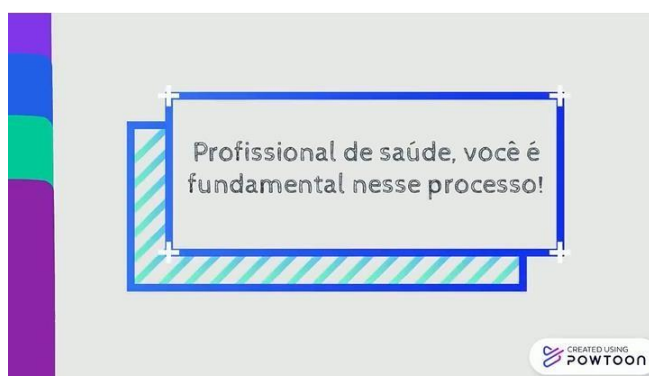 Profissional de saúde, você é
fundamental nesse processo!
CREATED USING
POWTOON